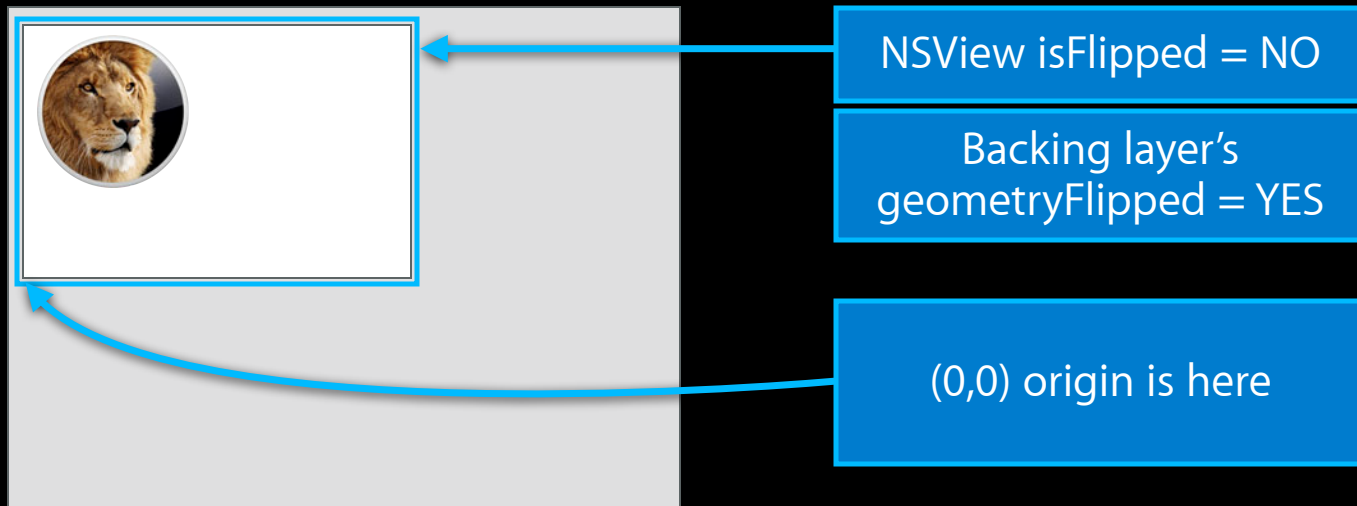 NSView isFlipped = NO
Backing layer’s
geometryFlipped = YES
(0,0) origin is here